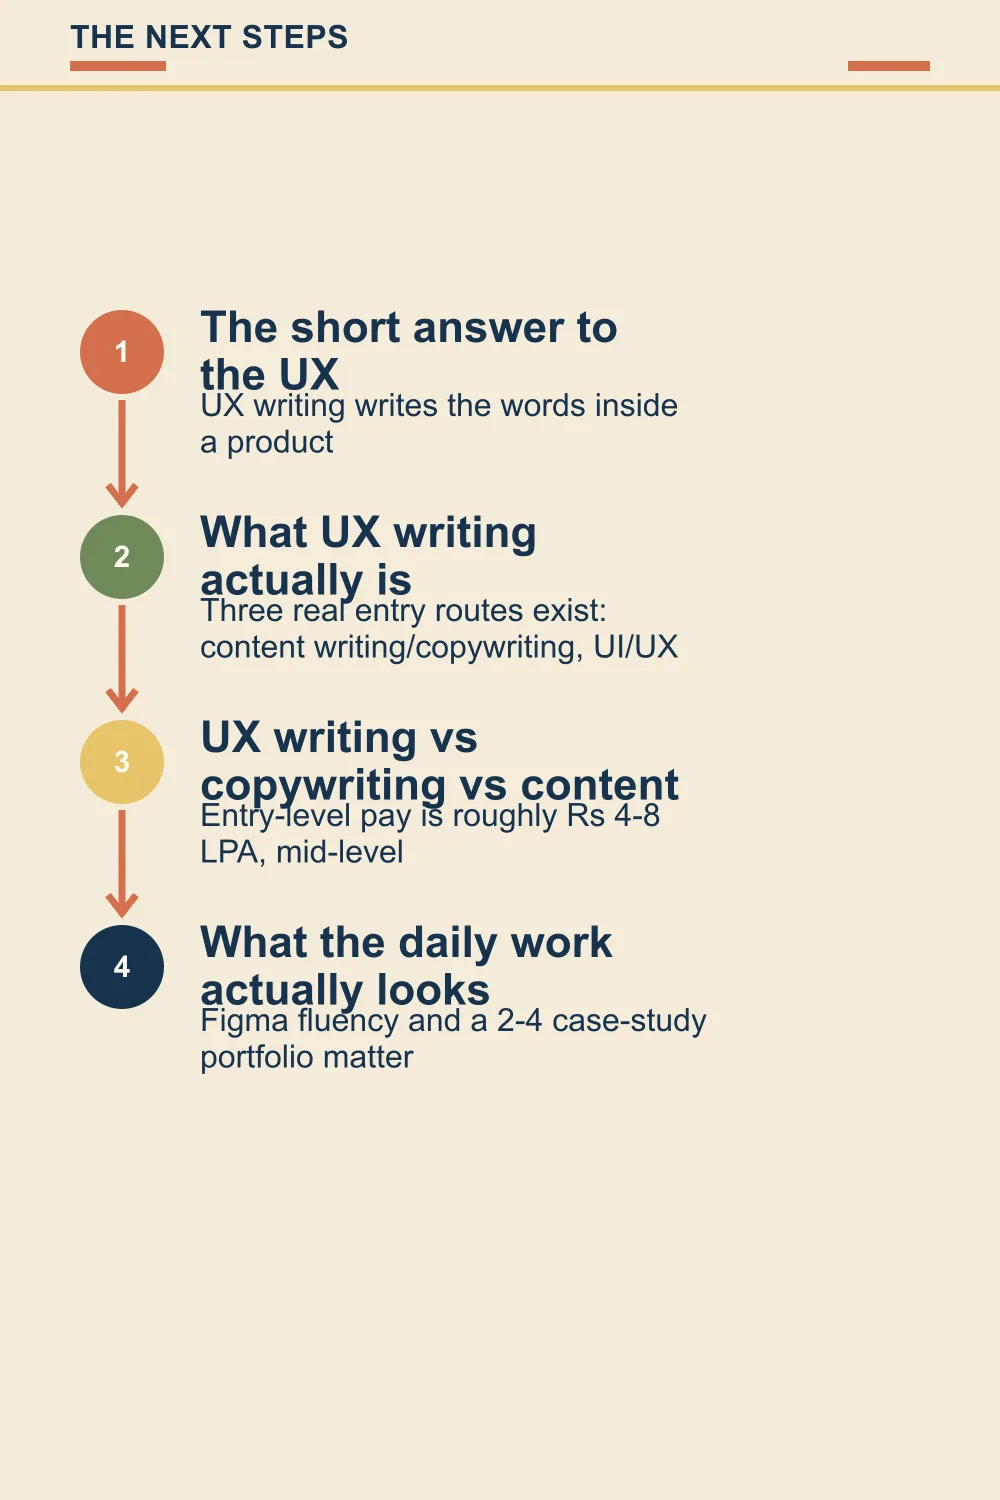 THE NEXT STEPS
1
The short answer to
the UX
UX writing writes the words inside
a product
2
What UX writing
actually is
Three real entry routes exist:
content writing/copywriting, UI/UX
3
UX writing vs
copywriting vs content
Entry-level pay is roughly Rs 4-8
LPA, mid-level
4
What the daily work
actually looks
Figma fluency and a 2-4 case-study
portfolio matter